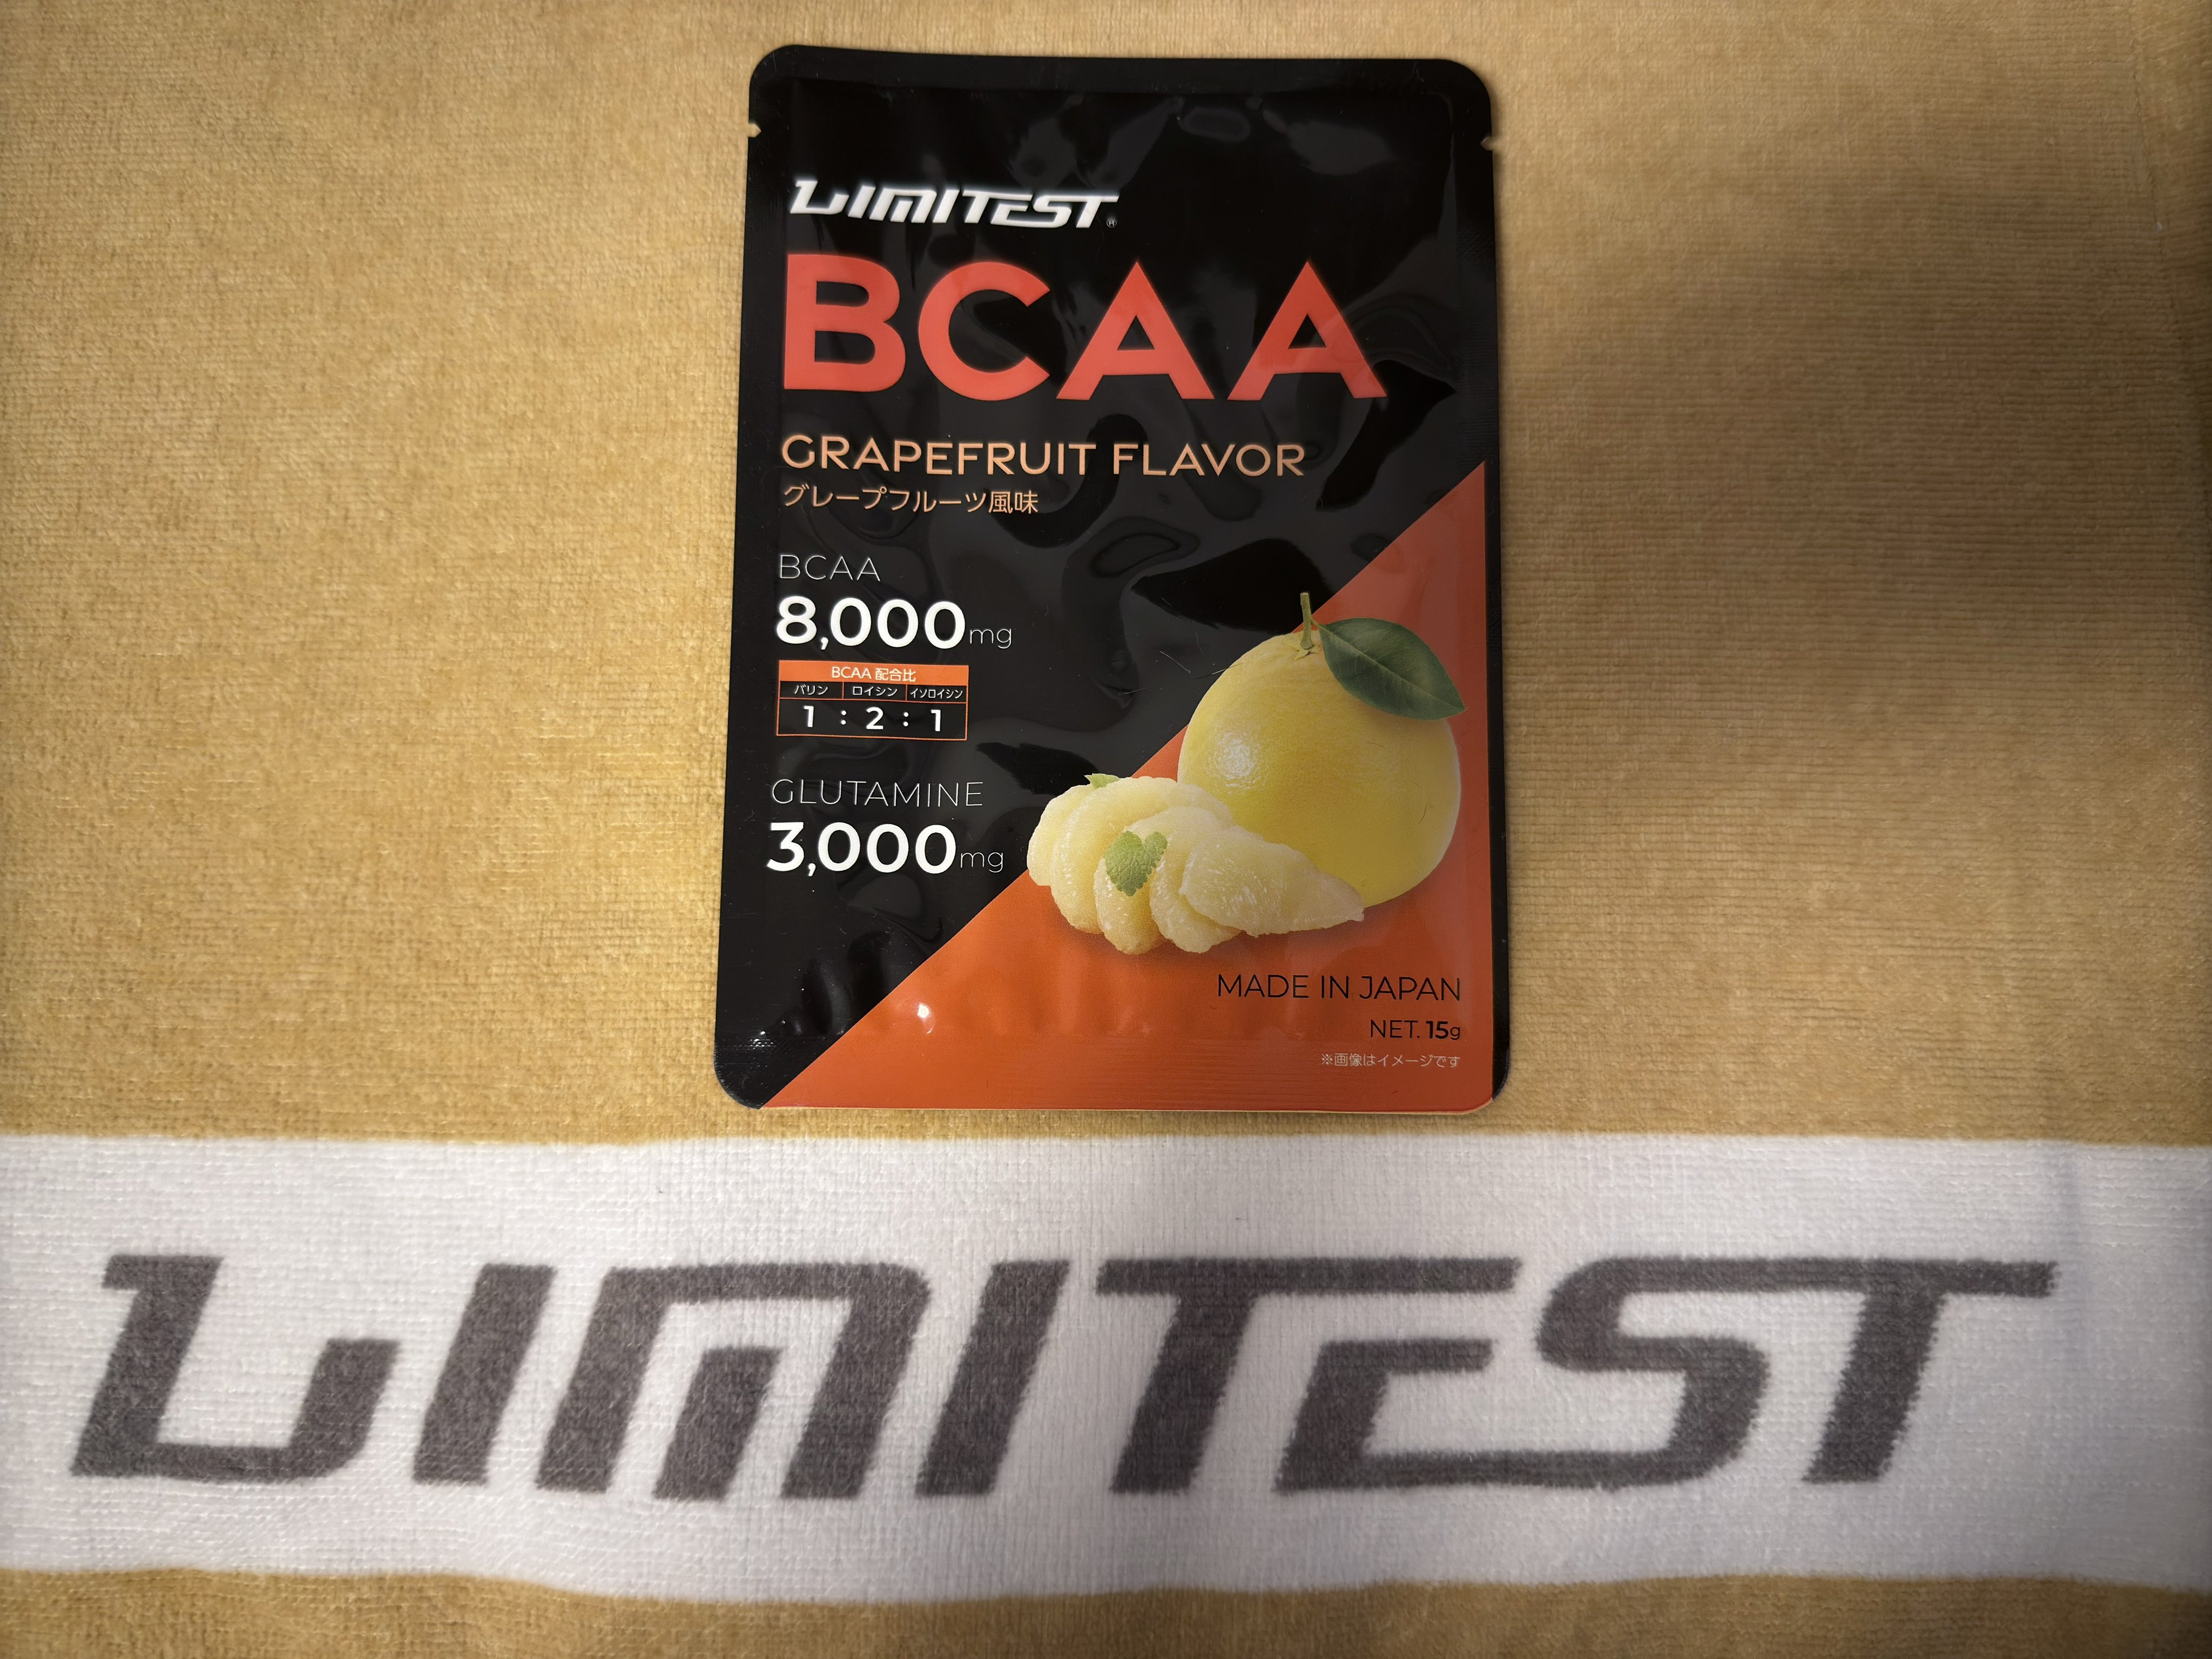 LIMITEST®
BCAA
GRAPEFRUIT FLAVOR
グレープフルーツ風味
BCAA
8,000mg
BCAA 配合比
バリン ロイシン イソロイシン
1 : 2 : 1
GLUTAMINE
3,000mg
MADE IN JAPAN
NET. 15g
※画像はイメージです
LIMITEST